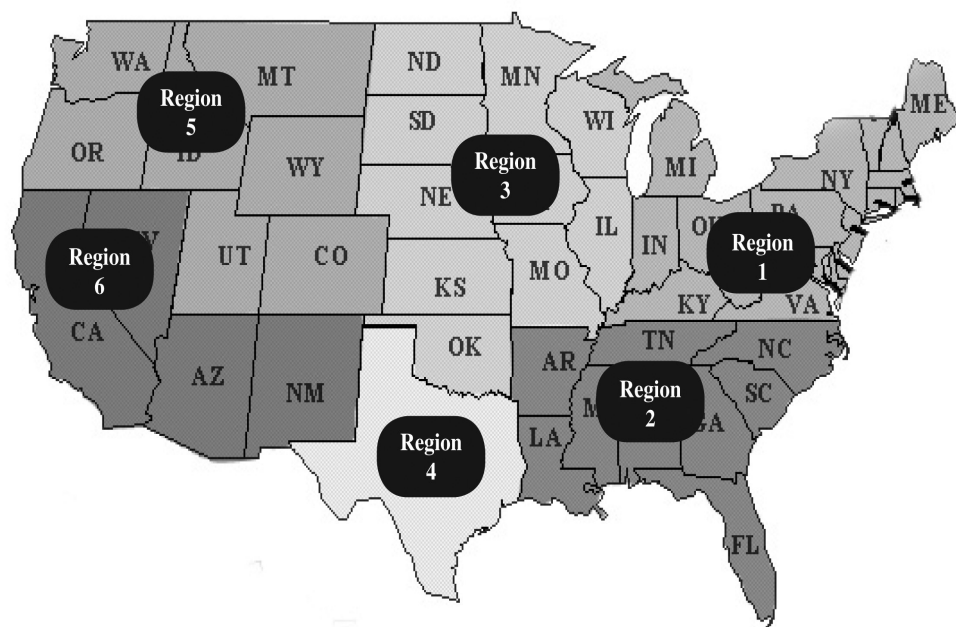 WA
MT
ND
MN
ME
Region
5
SD
WI
OR
ID
WY
MI
NY
Region
3
NE
IL
IN
OH
PA
Region
1
Region
6
UT
CO
KS
MO
KY
VA
CA
OK
TN
NC
AZ
NM
AR
Region
2
SC
GA
LA
Region
4
FL